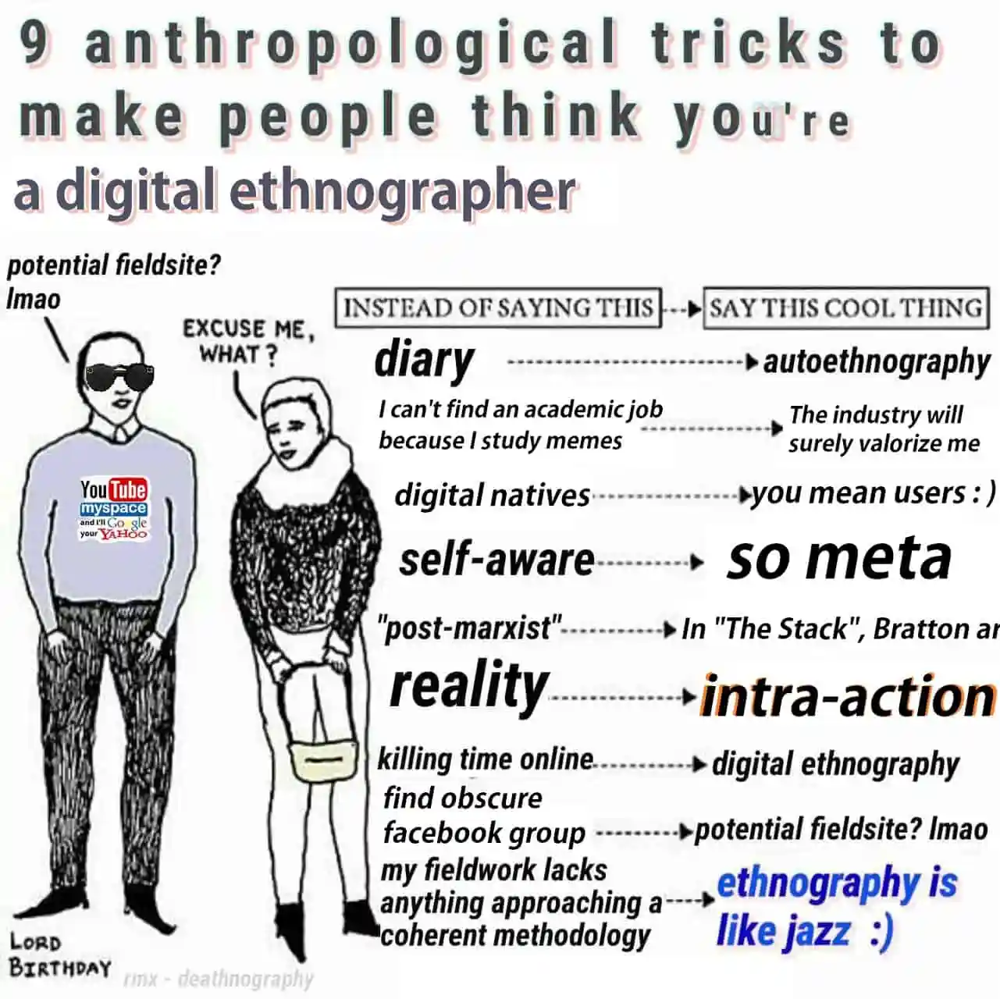 9 anthropological tricks to
make people think you're
a digital ethnographer
potential fieldsite?
lmao
EXCUSE ME,
WHAT?
YouTube
myspace
and I'll Google
your YAHOO
INSTEAD OF SAYING THIS
SAY THIS COOL THING
diary
autoethnography
I can't find an academic job
because I study memes
The industry will
surely valorize me
digital natives
you mean users : )
self-aware
so meta
"post-marxist"
In "The Stack", Bratton ar
reality
intra-action
killing time online
digital ethnography
find obscure
facebook group
potential fieldsite? lmao
my fieldwork lacks
anything approaching a
coherent methodology
ethnography is
like jazz :)
LORD
BIRTHDAY
rmx - deathnography